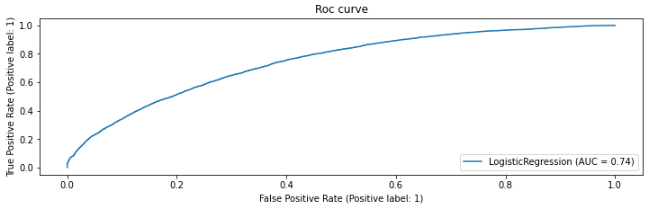 Roc curve
True Positive Rate (Positive label: 1)
1.0
0.8
0.6
0.4
0.2
0.0
LogisticRegression (AUC = 0.74)
0.0 0.2 0.4 0.6 0.8 1.0
False Positive Rate (Positive label: 1)